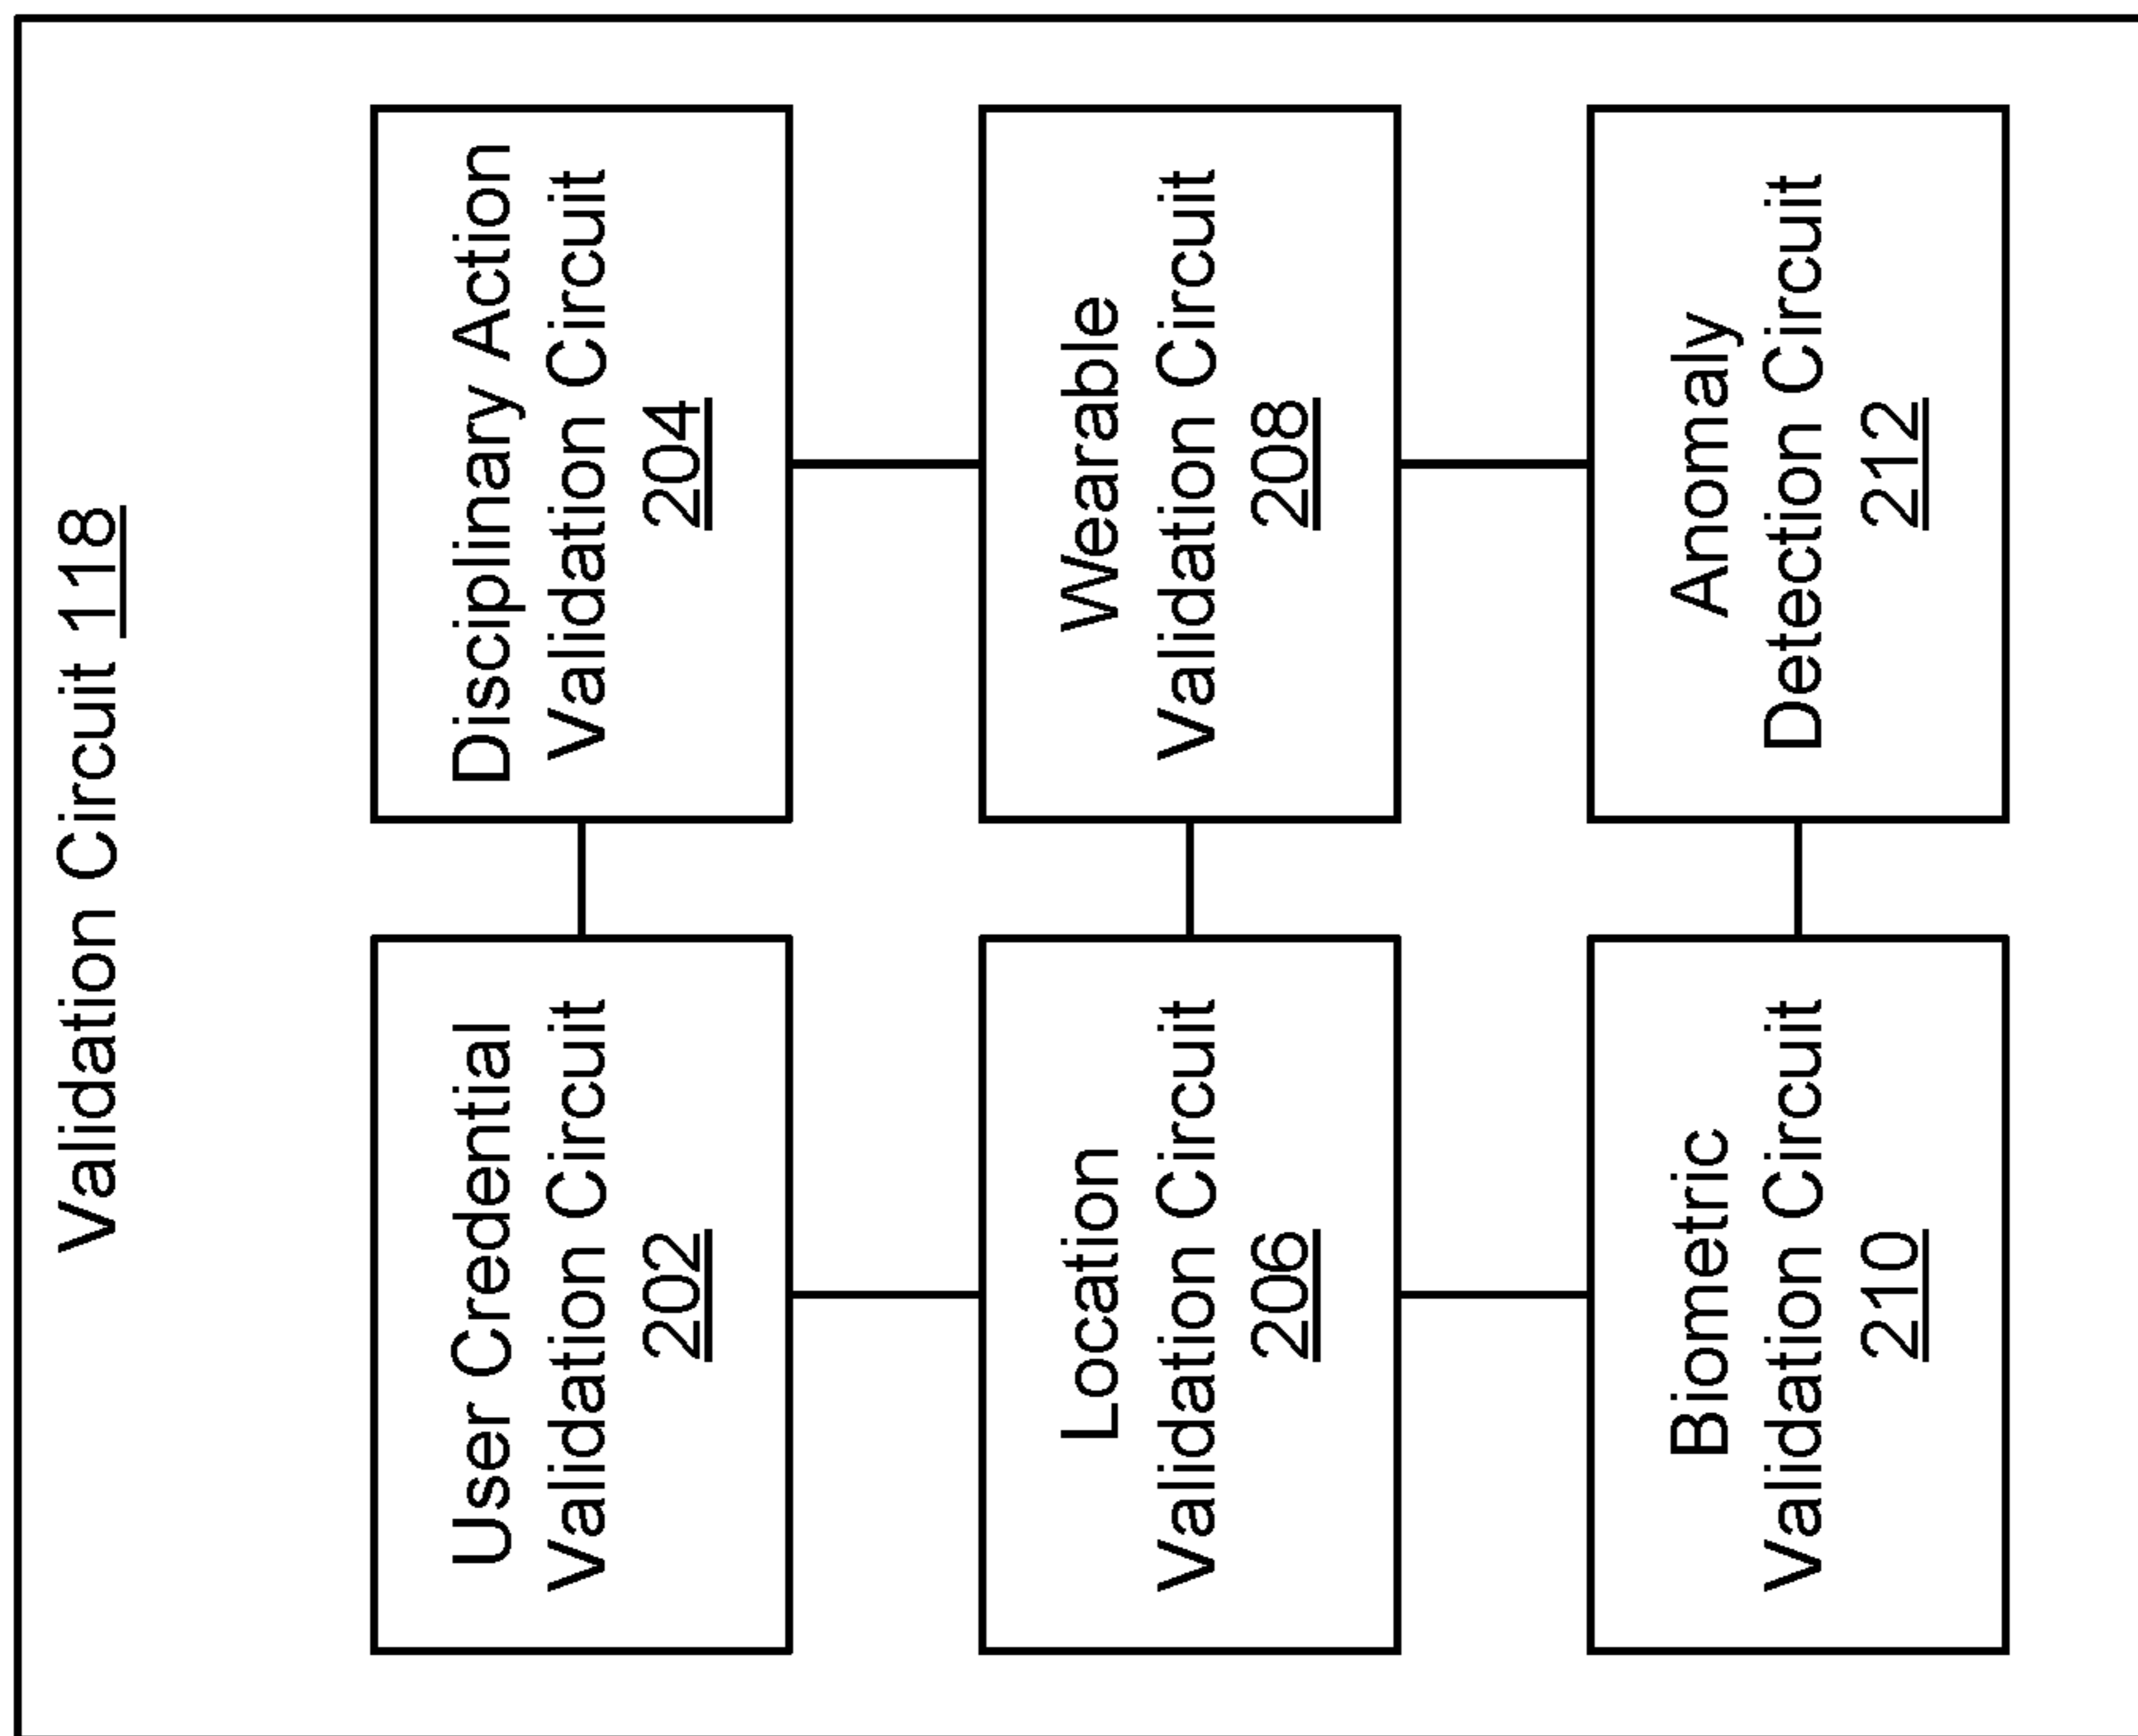 Validation Circuit 118
User Credential
Validation Circuit
202
Disciplinary Action
Validation Circuit
204
Location
Validation Circuit
206
Wearable
Validation Circuit
208
Biometric
Validation Circuit
210
Anomaly
Detection Circuit
212